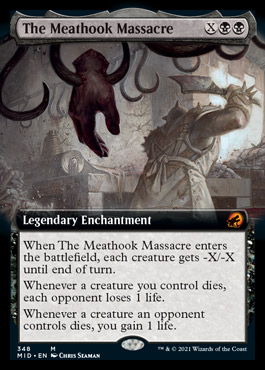 The Meathook Massacre X
Legendary Enchantment
When The Meathook Massacre enters
the battlefield, each creature gets -X/-X
until end of turn.
Whenever a creature you control dies,
each opponent loses 1 life.
Whenever a creature an opponent
controls dies, you gain 1 life.
348 M
MID • EN Chris Seaman
™ & © 2021 Wizards of the Coast